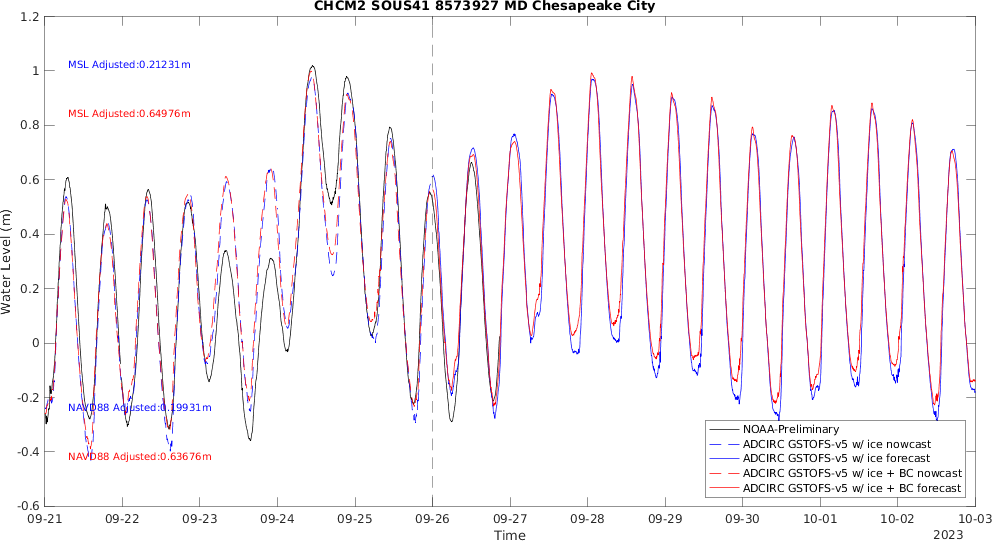 CHCM2 SOUS41 8573927 MD Chesapeake City
1.2
1
0.8
0.6
0.4
0.2
0
-0.2
-0.4
-0.6
Water Level (m)
MSL Adjusted:0.21231m
MSL Adjusted:0.64976m
NAVD88 Adjusted:0.19931m
NAVD88 Adjusted:0.63676m
NOAA-Preliminary
ADCIRC GSTOFS-v5 w/ ice nowcast
ADCIRC GSTOFS-v5 w/ ice forecast
ADCIRC GSTOFS-v5 w/ ice + BC nowcast
ADCIRC GSTOFS-v5 w/ ice + BC forecast
09-21 09-22 09-23 09-24 09-25 09-26 09-27 09-28 09-29 09-30 10-01 10-02 10-03
Time
2023